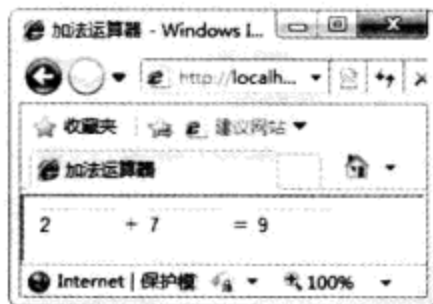 加法运算器 - Windows I...
http://localh...
收藏夹 建议网站
加法运算器
2 + 7 = 9
Internet | 保护模 100%